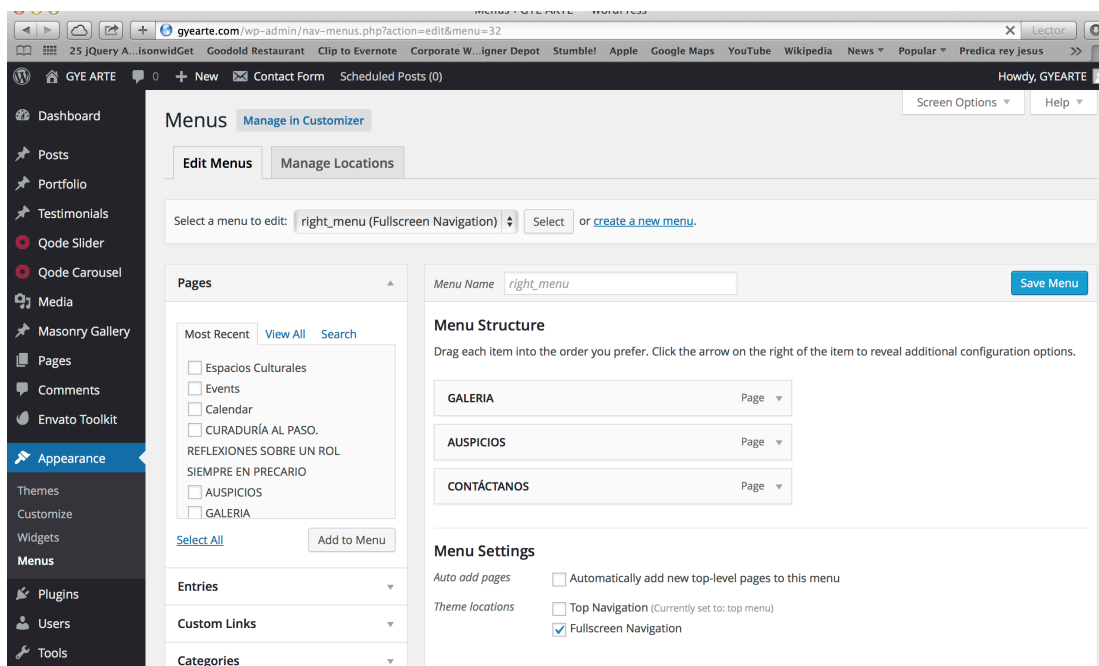 Menus ‹ GYE ARTE — WordPress
gyearte.com/wp-admin/nav-menus.php?action=edit&menu=32
Lector
25 jQuery A...isonwidGet Goodold Restaurant Clip to Evernote Corporate W...igner Depot Stumble! Apple Google Maps YouTube Wikipedia News Popular Predica rey jesus >>
GYE ARTE 0 + New Contact Form Scheduled Posts (0) Howdy, GYEARTE
Screen Options Help
Dashboard
Posts
Portfolio
Testimonials
Qode Slider
Qode Carousel
Media
Masonry Gallery
Pages
Comments
Envato Toolkit
Appearance
Themes
Customize
Widgets
Menus
Plugins
Users
Tools
Menus Manage in Customizer
Edit Menus Manage Locations
Select a menu to edit: right_menu (Fullscreen Navigation) Select or create a new menu.
Pages
Most Recent View All Search
Espacios Culturales
Events
Calendar
CURADURÍA AL PASO.
REFLEXIONES SOBRE UN ROL
SIEMPRE EN PRECARIO
AUSPICIOS
GALERIA
Select All Add to Menu
Entries
Custom Links
Categories
Menu Name right_menu Save Menu
Menu Structure
Drag each item into the order you prefer. Click the arrow on the right of the item to reveal additional configuration options.
GALERIA Page
AUSPICIOS Page
CONTÁCTANOS Page
Menu Settings
Auto add pages Automatically add new top-level pages to this menu
Theme locations Top Navigation (Currently set to: top menu)
Fullscreen Navigation